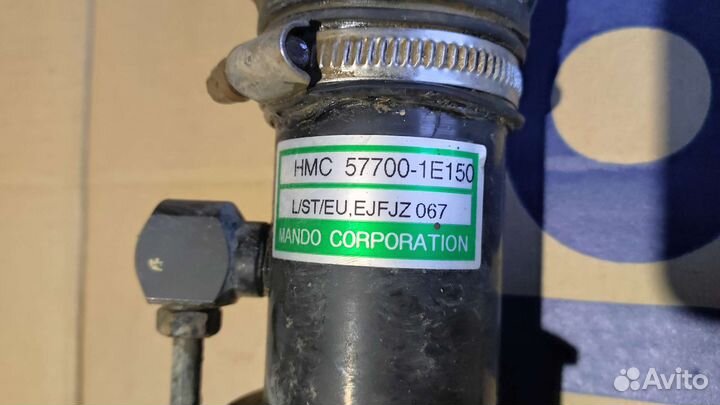 HMC 57700-1E150
L/ST/EU,EJFJZ 067
MANDO CORPORATION
Avito